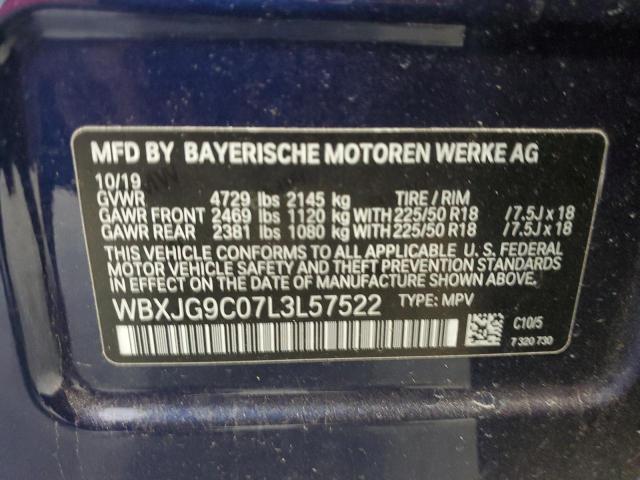 MFD BY BAYERISCHE MOTOREN WERKE AG
10/19
GVWR 4729 lbs 2145 kg TIRE / RIM
GAWR FRONT 2469 lbs 1120 kg WITH 225/50 R18 /7.5J x 18
GAWR REAR 2381 lbs 1080 kg WITH 225/50 R18 /7.5J x 18
THIS VEHICLE CONFORMS TO ALL APPLICABLE U. S. FEDERAL
MOTOR VEHICLE SAFETY AND THEFT PREVENTION STANDARDS
IN EFFECT ON THE DATE OF MANUFACTURE SHOWN ABOVE.
WBXJG9C07L3L57522 TYPE: MPV
C10/5
7 320 730